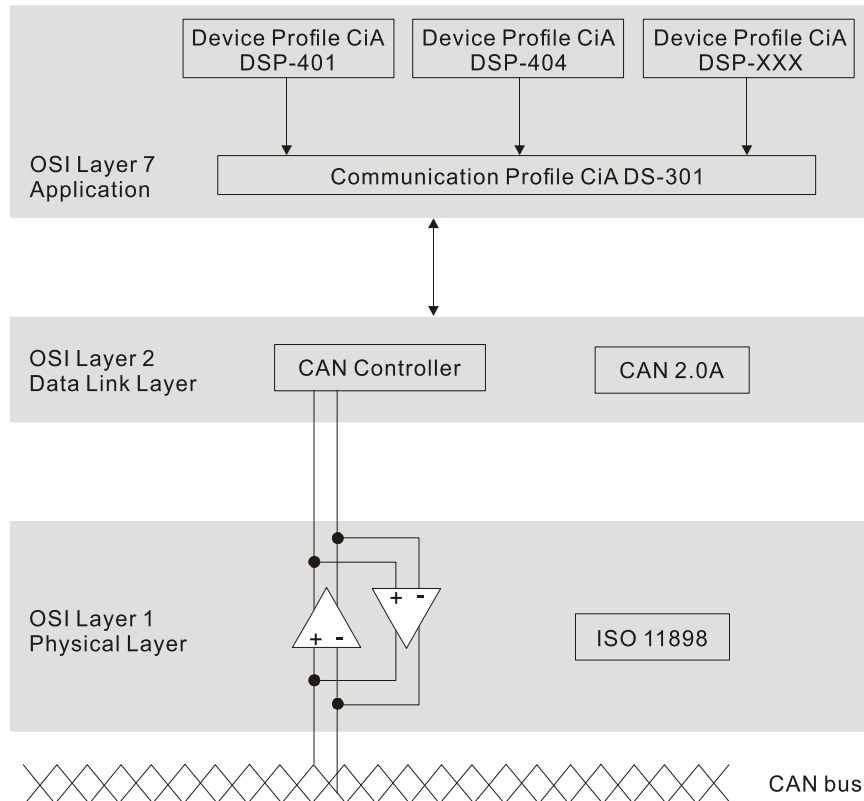 Device Profile CiA
DSP-401
Device Profile CiA
DSP-404
Device Profile CiA
DSP-XXX
OSI Layer 7
Application
Communication Profile CiA DS-301
OSI Layer 2
Data Link Layer
CAN Controller
CAN 2.0A
OSI Layer 1
Physical Layer
+ -
+ -
ISO 11898
CAN bus